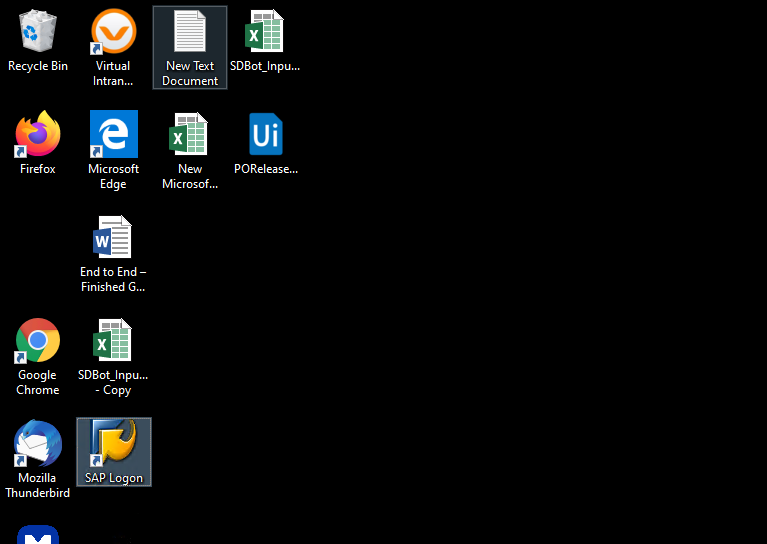 Recycle Bin
Virtual
Intran...
New Text
Document
SDBot_Inpu...
Firefox
Microsoft
Edge
New
Microsof...
Ui
PORelease...
End to End –
Finished G...
Google
Chrome
SDBot_Inpu...
- Copy
Mozilla
Thunderbird
SAP Logon